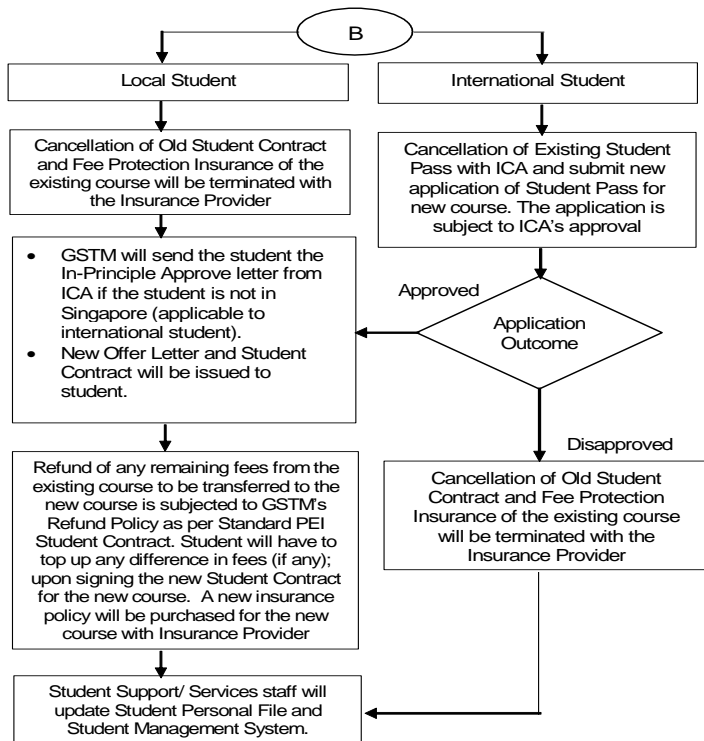 B
Local Student
International Student
Cancellation of Old Student Contract
and Fee Protection Insurance of the
existing course will be terminated with
the Insurance Provider
Cancellation of Existing Student
Pass with ICA and submit new
application of Student Pass for
new course. The application is
subject to ICA's approval
• GSTM will send the student the
In-Principle Approve letter from
ICA if the student is not in
Singapore (applicable to
international student).
• New Offer Letter and Student
Contract will be issued to
student.
Approved
Application
Outcome
Disapproved
Refund of any remaining fees from the
existing course to be transferred to the
new course is subjected to GSTM's
Refund Policy as per Standard PEI
Student Contract. Student will have to
top up any difference in fees (if any);
upon signing the new Student Contract
for the new course. A new insurance
policy will be purchased for the new
course with Insurance Provider
Cancellation of Old Student
Contract and Fee Protection
Insurance of the existing course
will be terminated with the
Insurance Provider
Student Support/ Services staff will
update Student Personal File and
Student Management System.